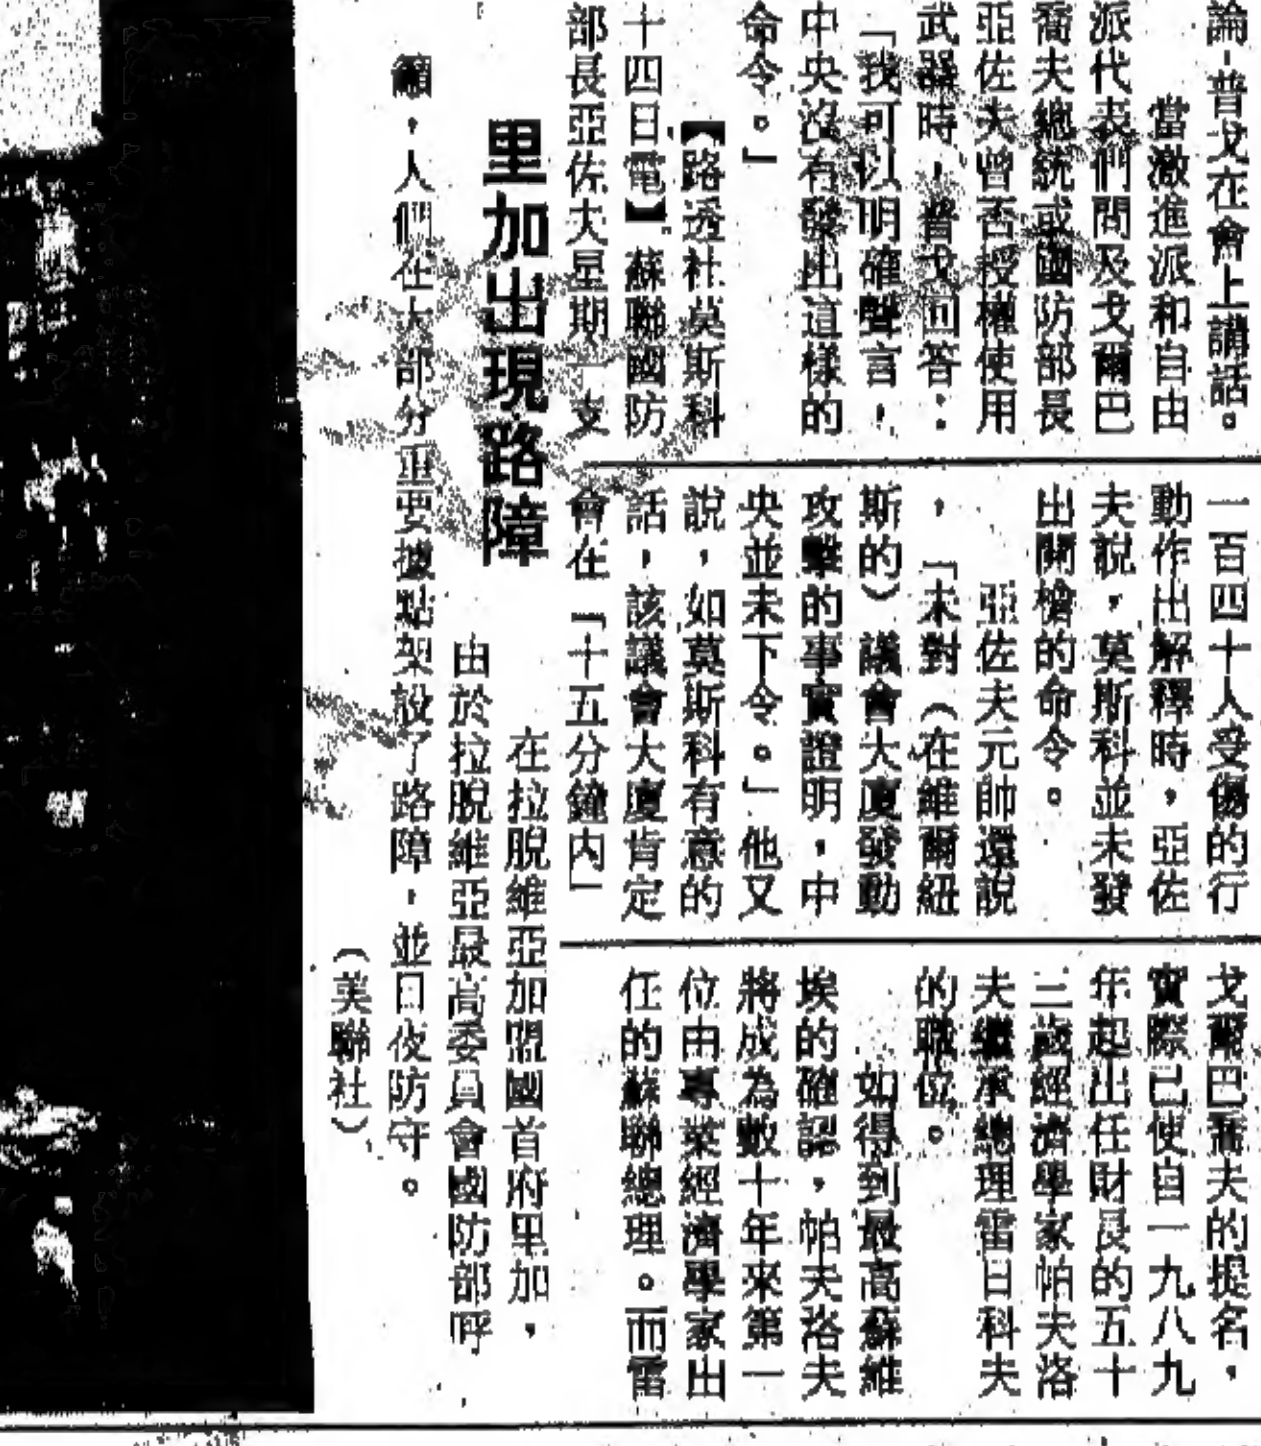 論,普戈在會上講話。
當激進派和自由
派代表們問及戈爾巴
喬夫總統或國防部長
亞佐夫曾否授權使用
武器時,普戈回答:
「我可以明確聲言,
中央沒有發出這樣的
命令。」
【路透社莫斯科
十四日電】蘇聯國防
部長亞佐夫星期一支
一百四十人受傷的行
動作出解釋時,亞佐
夫說,莫斯科並未發
出開槍的命令。
亞佐夫元帥還說
,「未對(在維爾紐
斯的)議會大廈發動
攻擊的事實證明,中
央並未下令。」他又
說,如莫斯科有意的
話,該議會大廈肯定
會在「十五分鐘內」
戈爾巴喬夫的提名,
實際已使自一九八九
年起出任財長的五十
三歲經濟學家帕夫洛
夫繼承總理雷日科夫
的職位。
如得到最高蘇維
埃的確認,帕夫洛夫
將成為數十年來第一
位由專業經濟學家出
任的蘇聯總理。而雷
里加出現路障
在拉脫維亞加盟國首府里加,
由於拉脫維亞最高委員會國防部呼
籲,人們在大部分重要據點架設了路障,並日夜防守。
(美聯社)